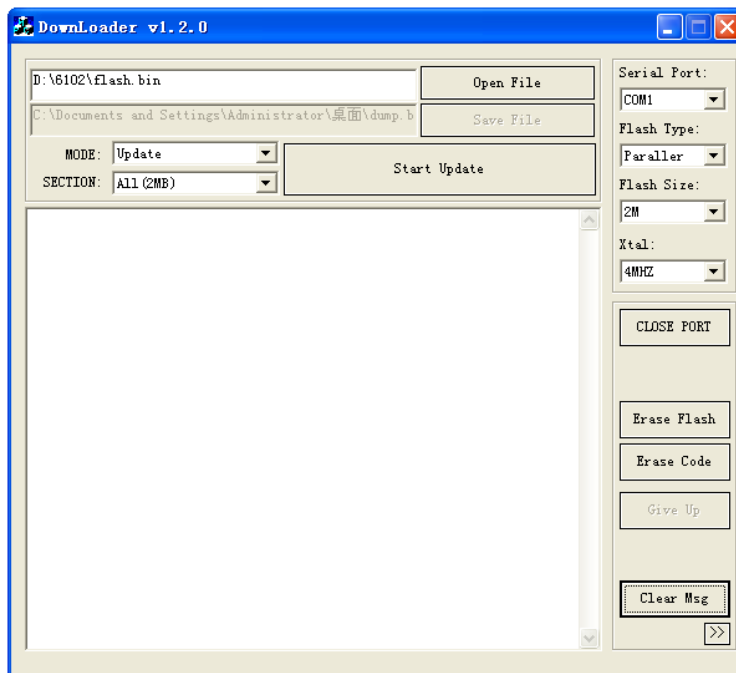 DownLoader v1.2.0
D:\6102\flash.bin
Open File
C:\Documents and Settings\Administrator\桌面\dump.b
Save File
MODE:
Update
SECTION:
All(2MB)
Start Update
Serial Port:
COM1
Flash Type:
Paraller
Flash Size:
2M
Xtal:
4MHZ
CLOSE PORT
Erase Flash
Erase Code
Give Up
Clear Msg
>>